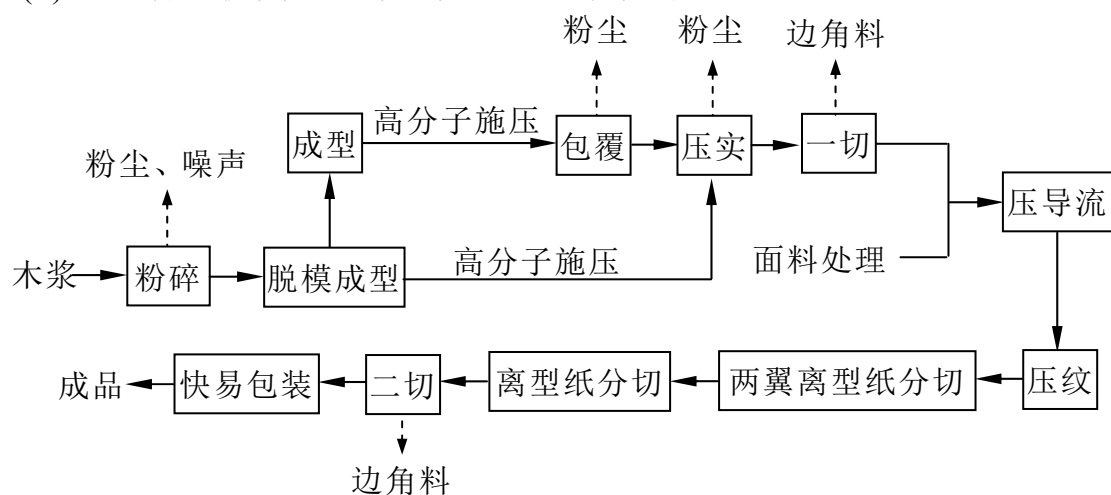 粉尘
粉尘
边角料
高分子施压
成型
包覆
压实
一切
粉尘、噪声
压导流
木浆
粉碎
脱模成型
高分子施压
面料处理
成品
快易包装
二切
离型纸分切
两翼离型纸分切
压纹
边角料